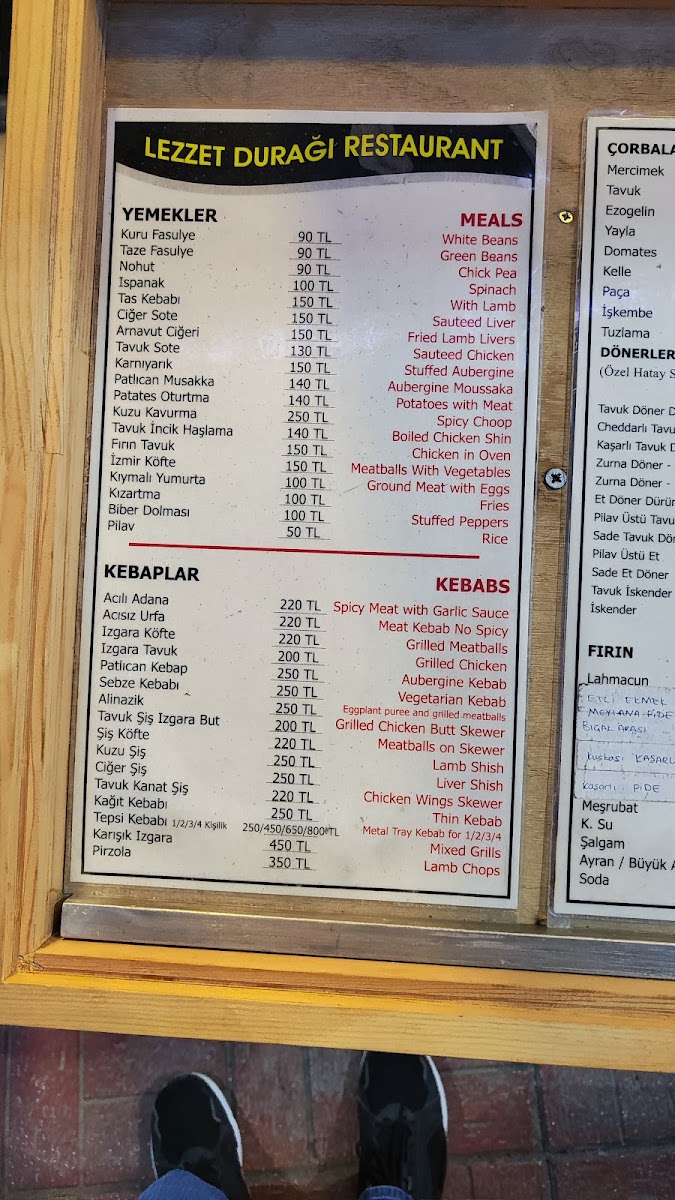 LEZZET DURAĞI RESTAURANT
YEMEKLER MEALS
Kuru Fasulye 90 TL White Beans
Taze Fasulye 90 TL Green Beans
Nohut 90 TL Chick Pea
Ispanak 100 TL Spinach
Tas Kebabı 150 TL With Lamb
Ciğer Sote 150 TL Sauteed Liver
Arnavut Ciğeri 150 TL Fried Lamb Livers
Tavuk Sote 130 TL Sauteed Chicken
Karnıyarık 150 TL Stuffed Aubergine
Patlıcan Musakka 140 TL Aubergine Moussaka
Patates Oturtma 140 TL Potatoes with Meat
Kuzu Kavurma 250 TL Spicy Choop
Tavuk İncik Haşlama 140 TL Boiled Chicken Shin
Fırın Tavuk 150 TL Chicken in Oven
İzmir Köfte 150 TL Meatballs With Vegetables
Kıymalı Yumurta 100 TL Ground Meat with Eggs
Kızartma 100 TL Fries
Biber Dolması 100 TL Stuffed Peppers
Pilav 50 TL Rice
KEBAPLAR KEBABS
Acılı Adana 220 TL Spicy Meat with Garlic Sauce
Acısız Urfa 220 TL Meat Kebab No Spicy
Izgara Köfte 220 TL Grilled Meatballs
Izgara Tavuk 200 TL Grilled Chicken
Patlıcan Kebap 250 TL Aubergine Kebab
Sebze Kebabı 250 TL Vegetarian Kebab
Alinazik 250 TL Eggplant puree and grilled meatballs
Tavuk Şiş Izgara But 200 TL Grilled Chicken Butt Skewer
Şiş Köfte 220 TL Meatballs on Skewer
Kuzu Şiş 250 TL Lamb Shish
Ciğer Şiş 250 TL Liver Shish
Tavuk Kanat Şiş 220 TL Chicken Wings Skewer
Kağıt Kebabı 250 TL Thin Kebab
Tepsi Kebabı 1/2/3/4 Kişilik 250/450/650/800 TL Metal Tray Kebab for 1/2/3/4
Karışık Izgara 450 TL Mixed Grills
Pirzola 350 TL Lamb Chops
ÇORBALA
Mercimek
Tavuk
Ezogelin
Yayla
Domates
Kelle
Paça
İşkembe
Tuzlama
DÖNERLER
(Özel Hatay S
Tavuk Döner D
Cheddarlı Tavu
Kaşarlı Tavuk D
Zurna Döner -
Zurna Döner -
Et Döner Dürü
Pilav Üstü Tavu
Sade Tavuk Dö
Pilav Üstü Et
Sade Et Döner
Tavuk İskender
İskender
FIRIN
Lahmacun
ETLİ EKMEK
MEVLANA PİDE
BIÇAK ARASI
kuşbaşı KAŞARL
Kaşarlı PİDE
Meşrubat
K. Su
Şalgam
Ayran / Büyük A
Soda